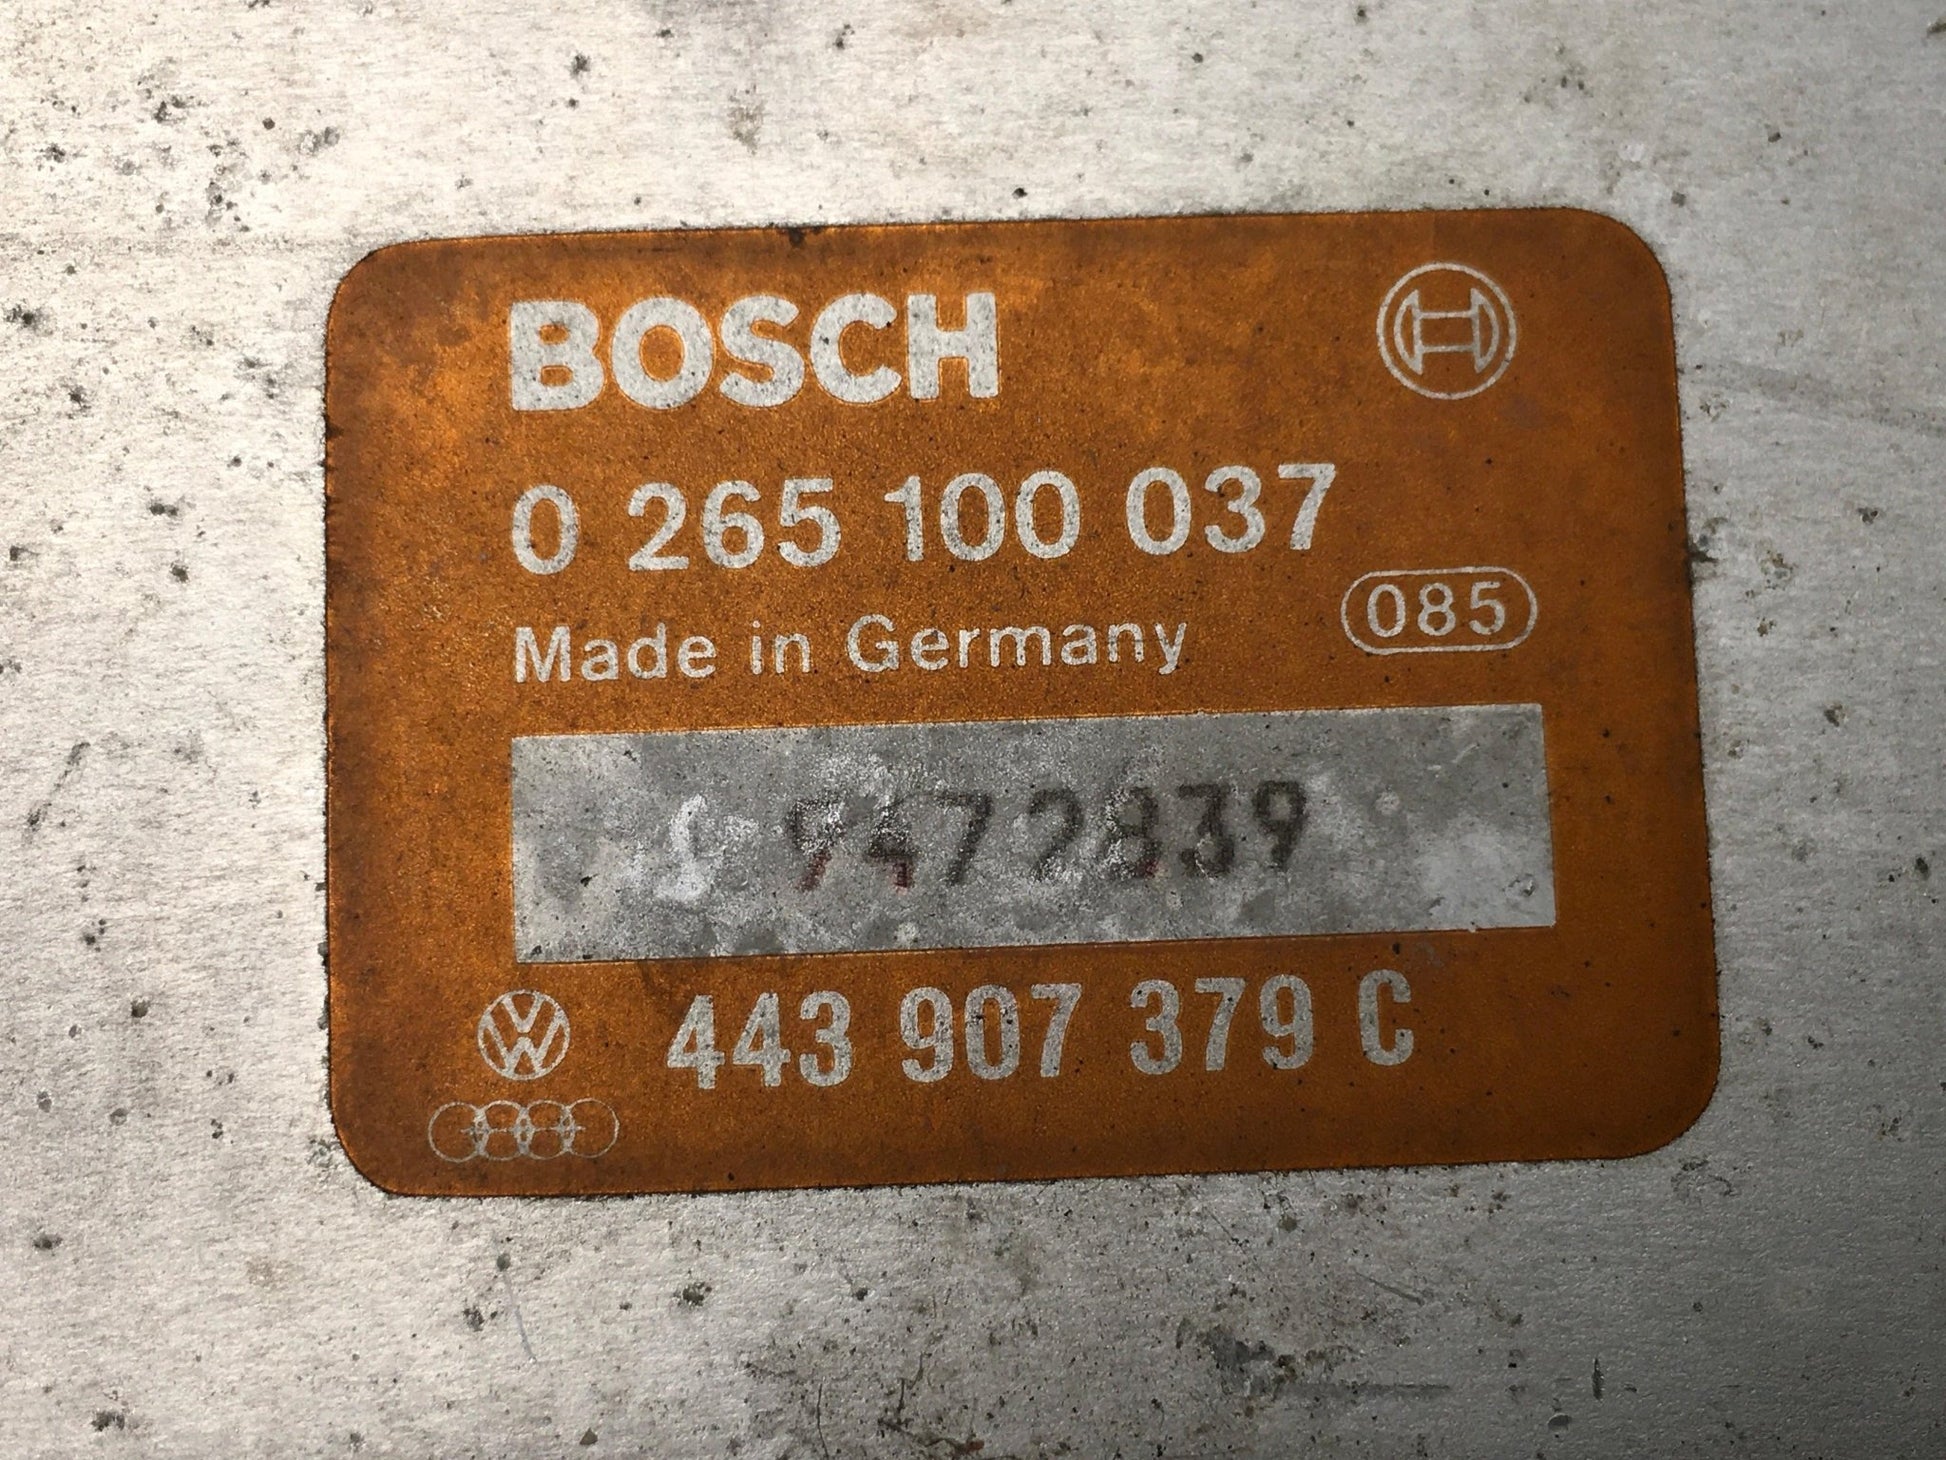 BOSCH
0 265 100 037
Made in Germany
085
9472839
443 907 379 C